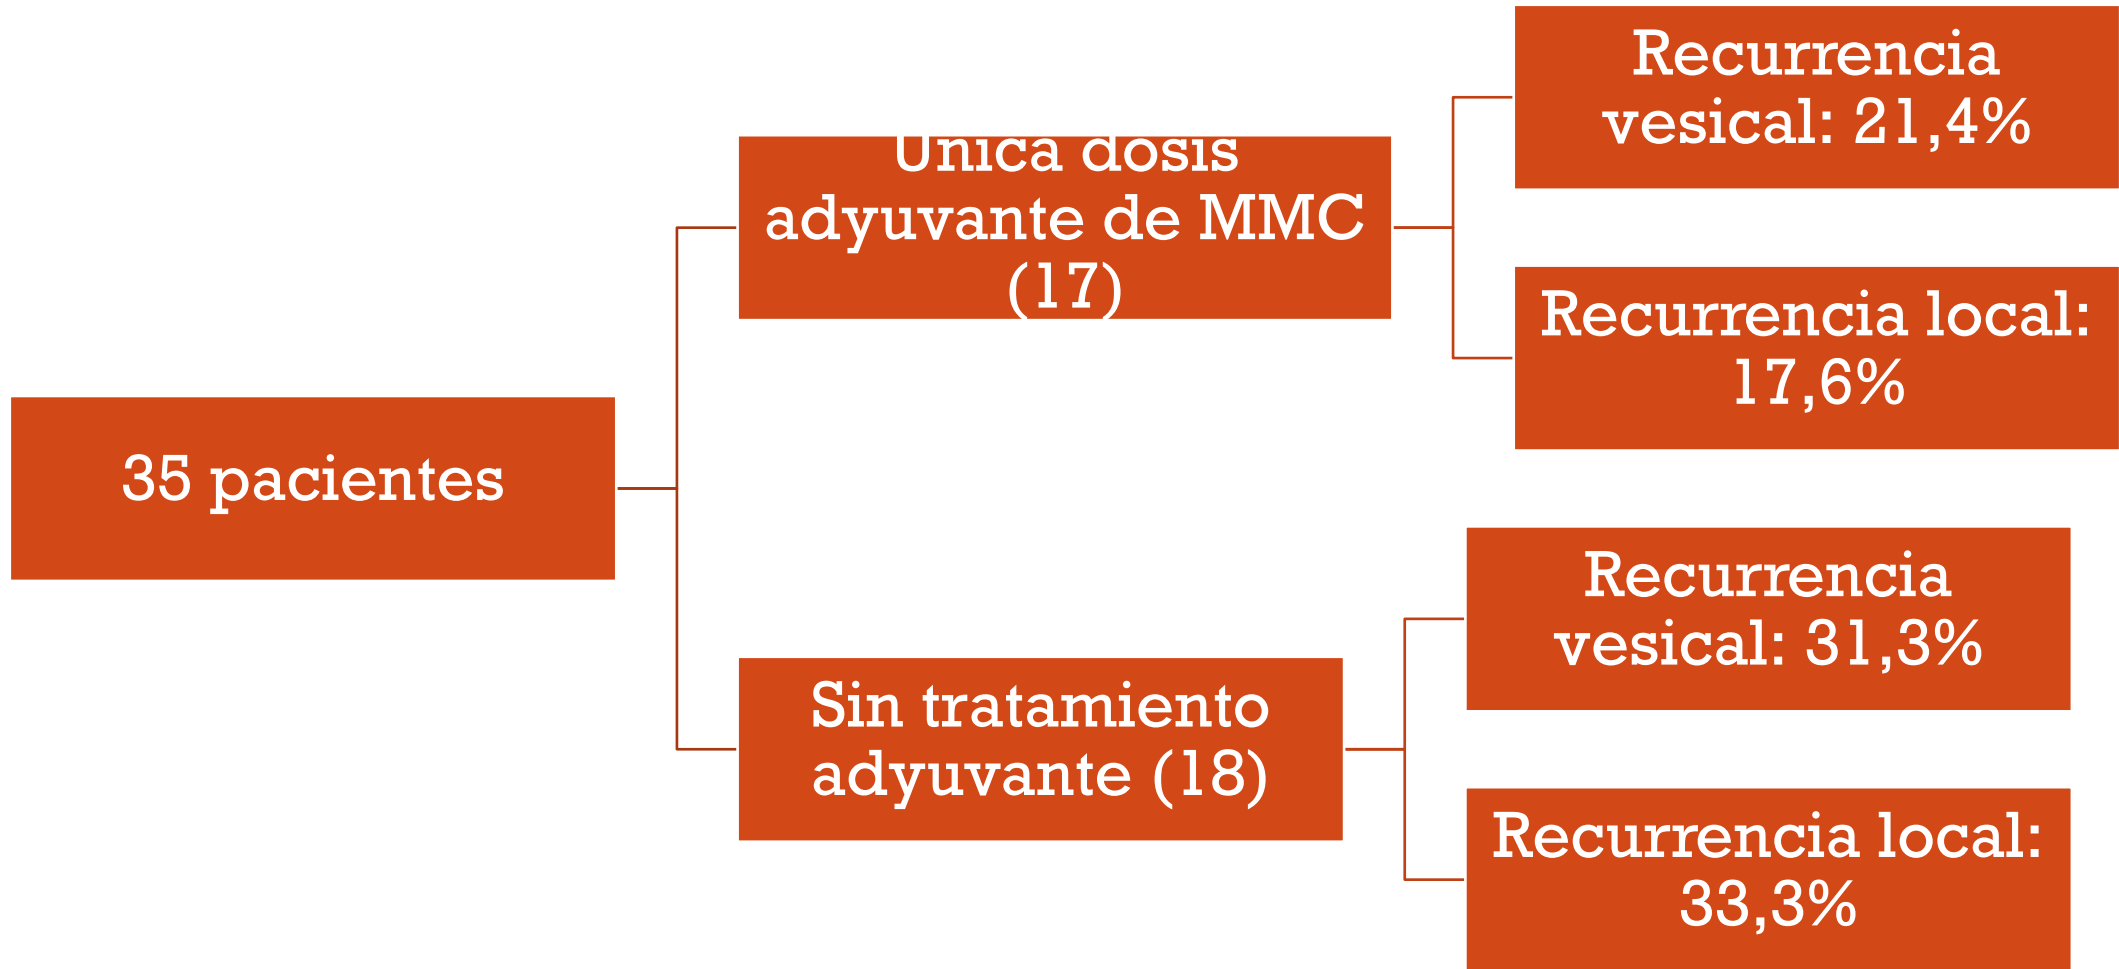 35 pacientes
Única dosis
adyuvante de MMC
(17)
Recurrencia
vesical: 21,4%
Recurrencia local:
17,6%
Sin tratamiento
adyuvante (18)
Recurrencia
vesical: 31,3%
Recurrencia local:
33,3%